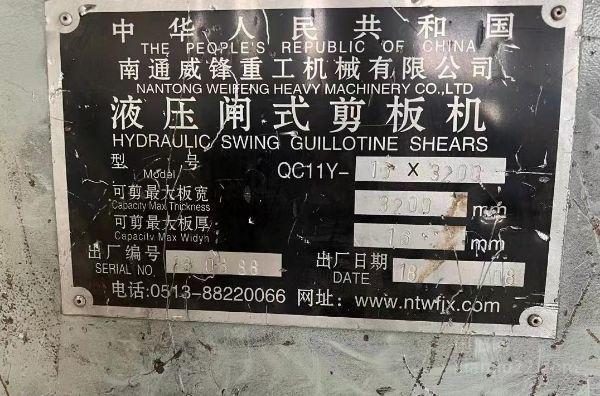 中华人民共和国
THE PEOPLE'S REPUBLIC OF CHINA
南通威锋重工机械有限公司
NANTONG WEIFENG HEAVY MACHINERY CO.,LTD
液压闸式剪板机
HYDRAULIC SWING GUILLOTINE SHEARS
型号 QC11Y- × 3200
Model
可剪最大板宽 3200 mm
Capacity Max Thickness
可剪最大板厚 mm
Capacity Max Widyh
出厂编号 出厂日期 18 08
SERIAL NO. DATE
电话:0513-88220066 网址: www.ntwfjx.com